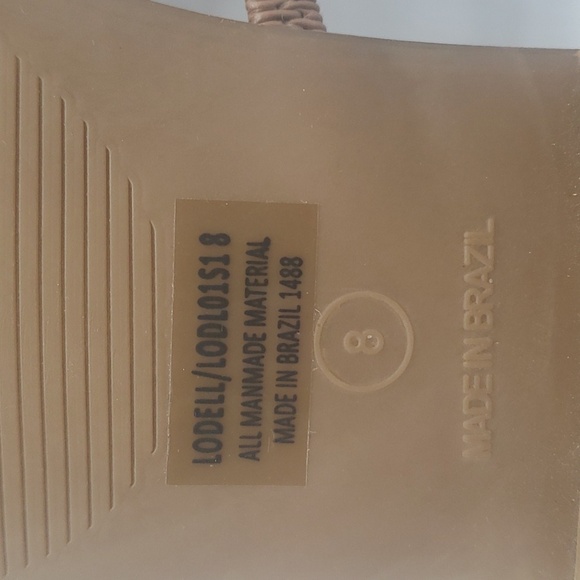 LODELL/LODL01S1 8
ALL MANMADE MATERIAL
MADE IN BRAZIL 1488
8
MADE IN BRAZIL